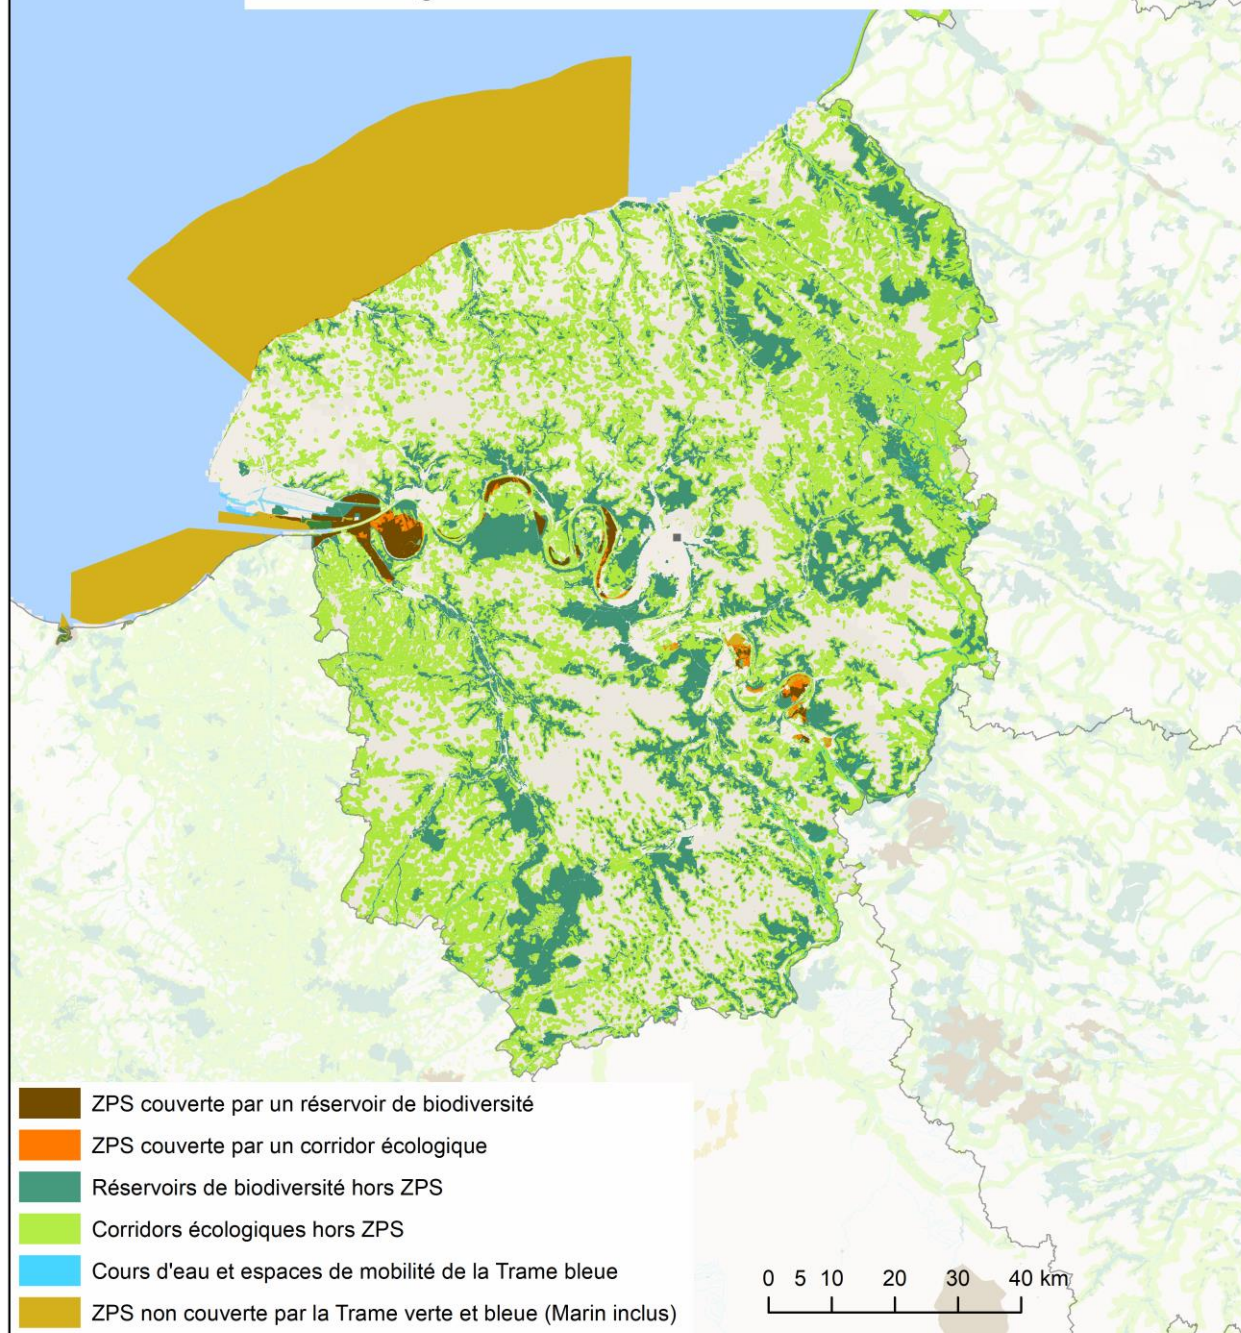 ZPS couverte par un réservoir de biodiversité
ZPS couverte par un corridor écologique
Réservoirs de biodiversité hors ZPS
Corridors écologiques hors ZPS
Cours d'eau et espaces de mobilité de la Trame bleue
ZPS non couverte par la Trame verte et bleue (Marin inclus)
0 5 10 20 30 40 km